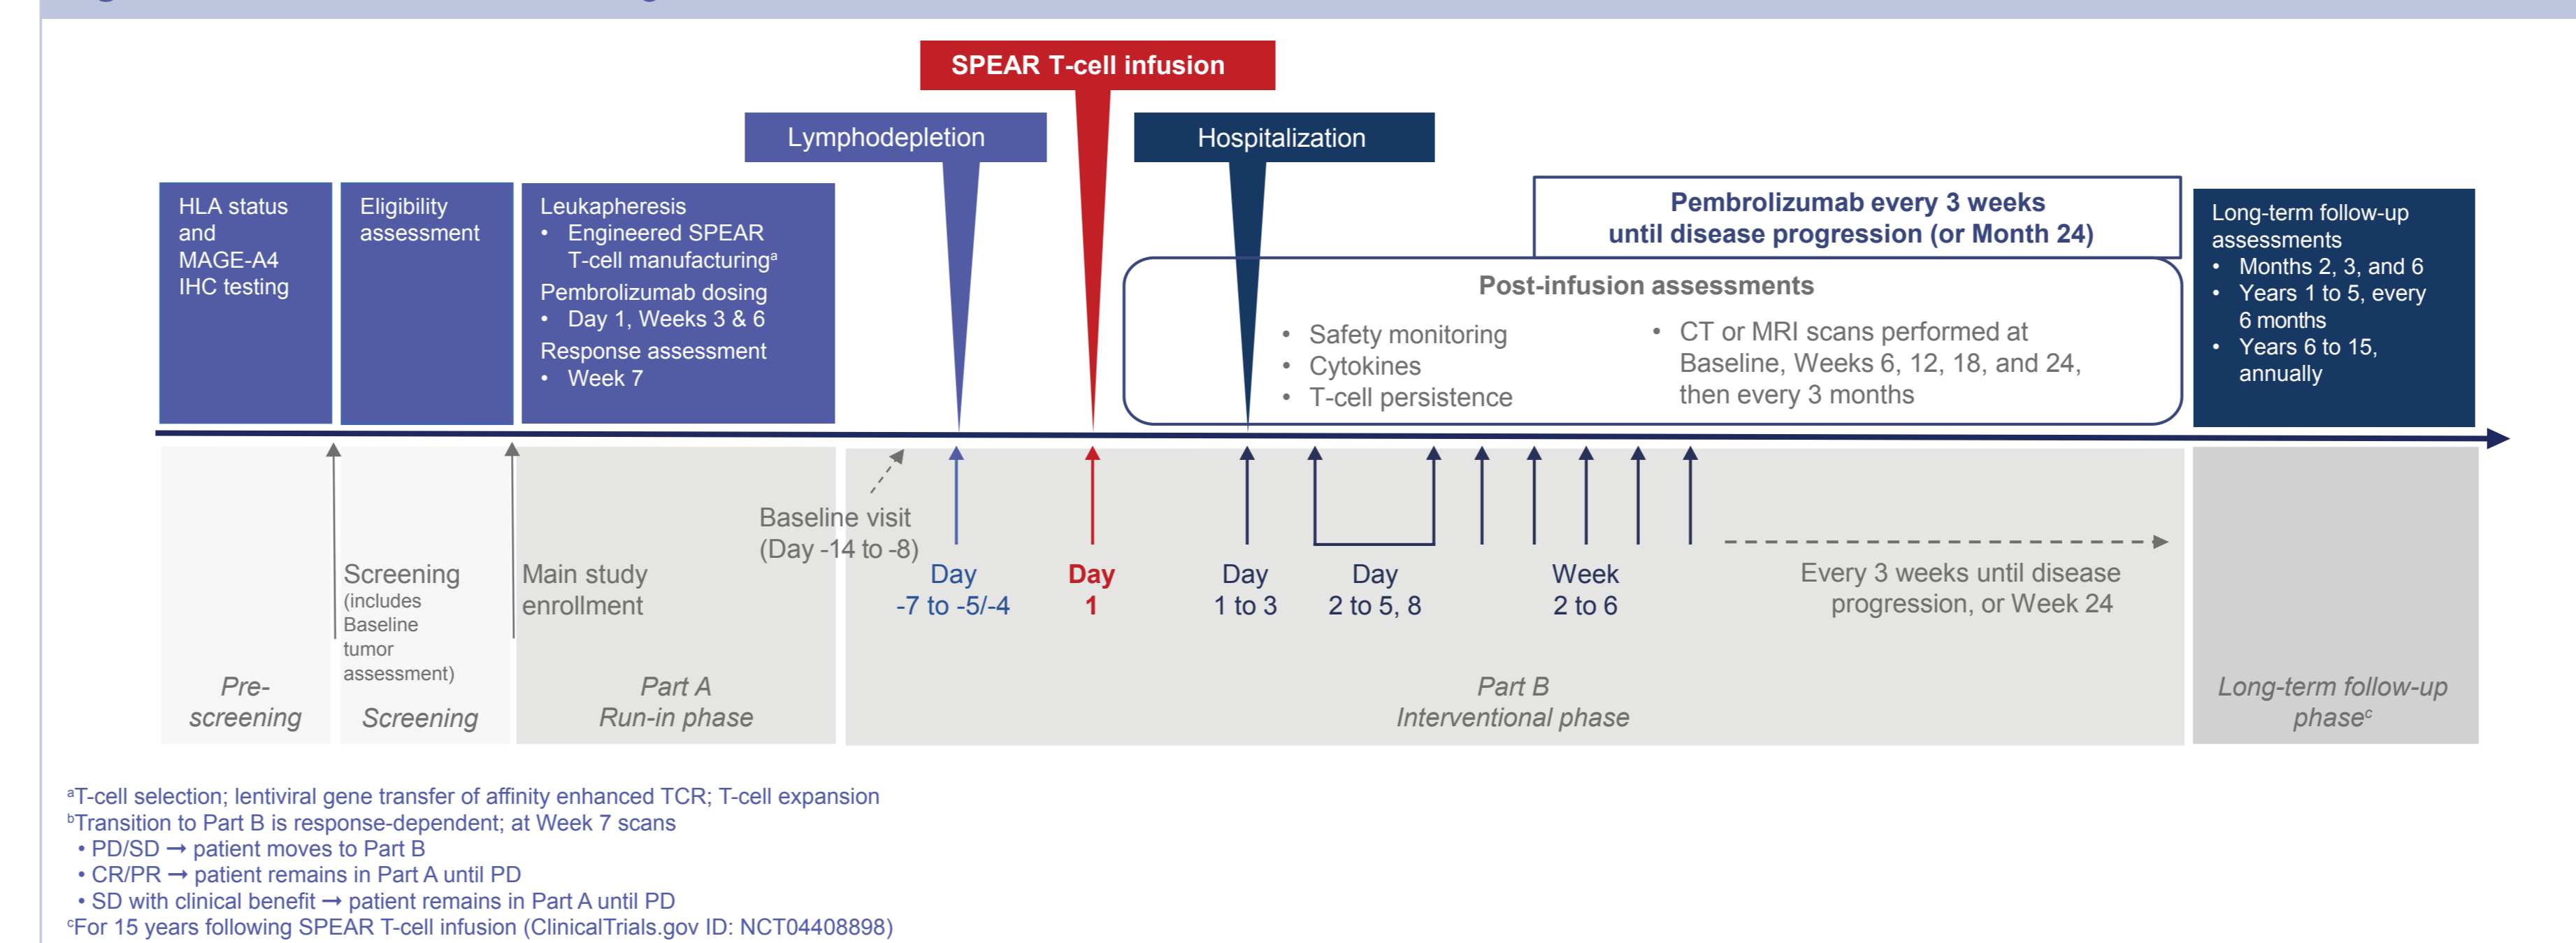 SPEAR T-cell infusion
Lymphodepletion
Hospitalization
HLA status
and
MAGE-A4
IHC testing
Eligibility
assessment
Leukapheresis
• Engineered SPEAR
T-cell manufacturingᵃ
Pembrolizumab dosing
• Day 1, Weeks 3 & 6
Response assessment
• Week 7
Pembrolizumab every 3 weeks
until disease progression (or Month 24)
Post-infusion assessments
• Safety monitoring
• Cytokines
• T-cell persistence
• CT or MRI scans performed at
Baseline, Weeks 6, 12, 18, and 24,
then every 3 months
Long-term follow-up
assessments
• Months 2, 3, and 6
• Years 1 to 5, every
6 months
• Years 6 to 15,
annually
Screening
(includes
Baseline
tumor
assessment)
Main study
enrollment
Baseline visit
(Day -14 to -8)
Day
-7 to -5/-4
Day
1
Day
1 to 3
Day
2 to 5, 8
Week
2 to 6
Every 3 weeks until disease
progression, or Week 24
Pre-
screening
Screening
Part A
Run-in phase
Part B
Interventional phase
Long-term follow-up
phaseᶜ
ᵃT-cell selection; lentiviral gene transfer of affinity enhanced TCR; T-cell expansion
ᵇTransition to Part B is response-dependent; at Week 7 scans
• PD/SD → patient moves to Part B
• CR/PR → patient remains in Part A until PD
• SD with clinical benefit → patient remains in Part A until PD
ᶜFor 15 years following SPEAR T-cell infusion (ClinicalTrials.gov ID: NCT04408898)